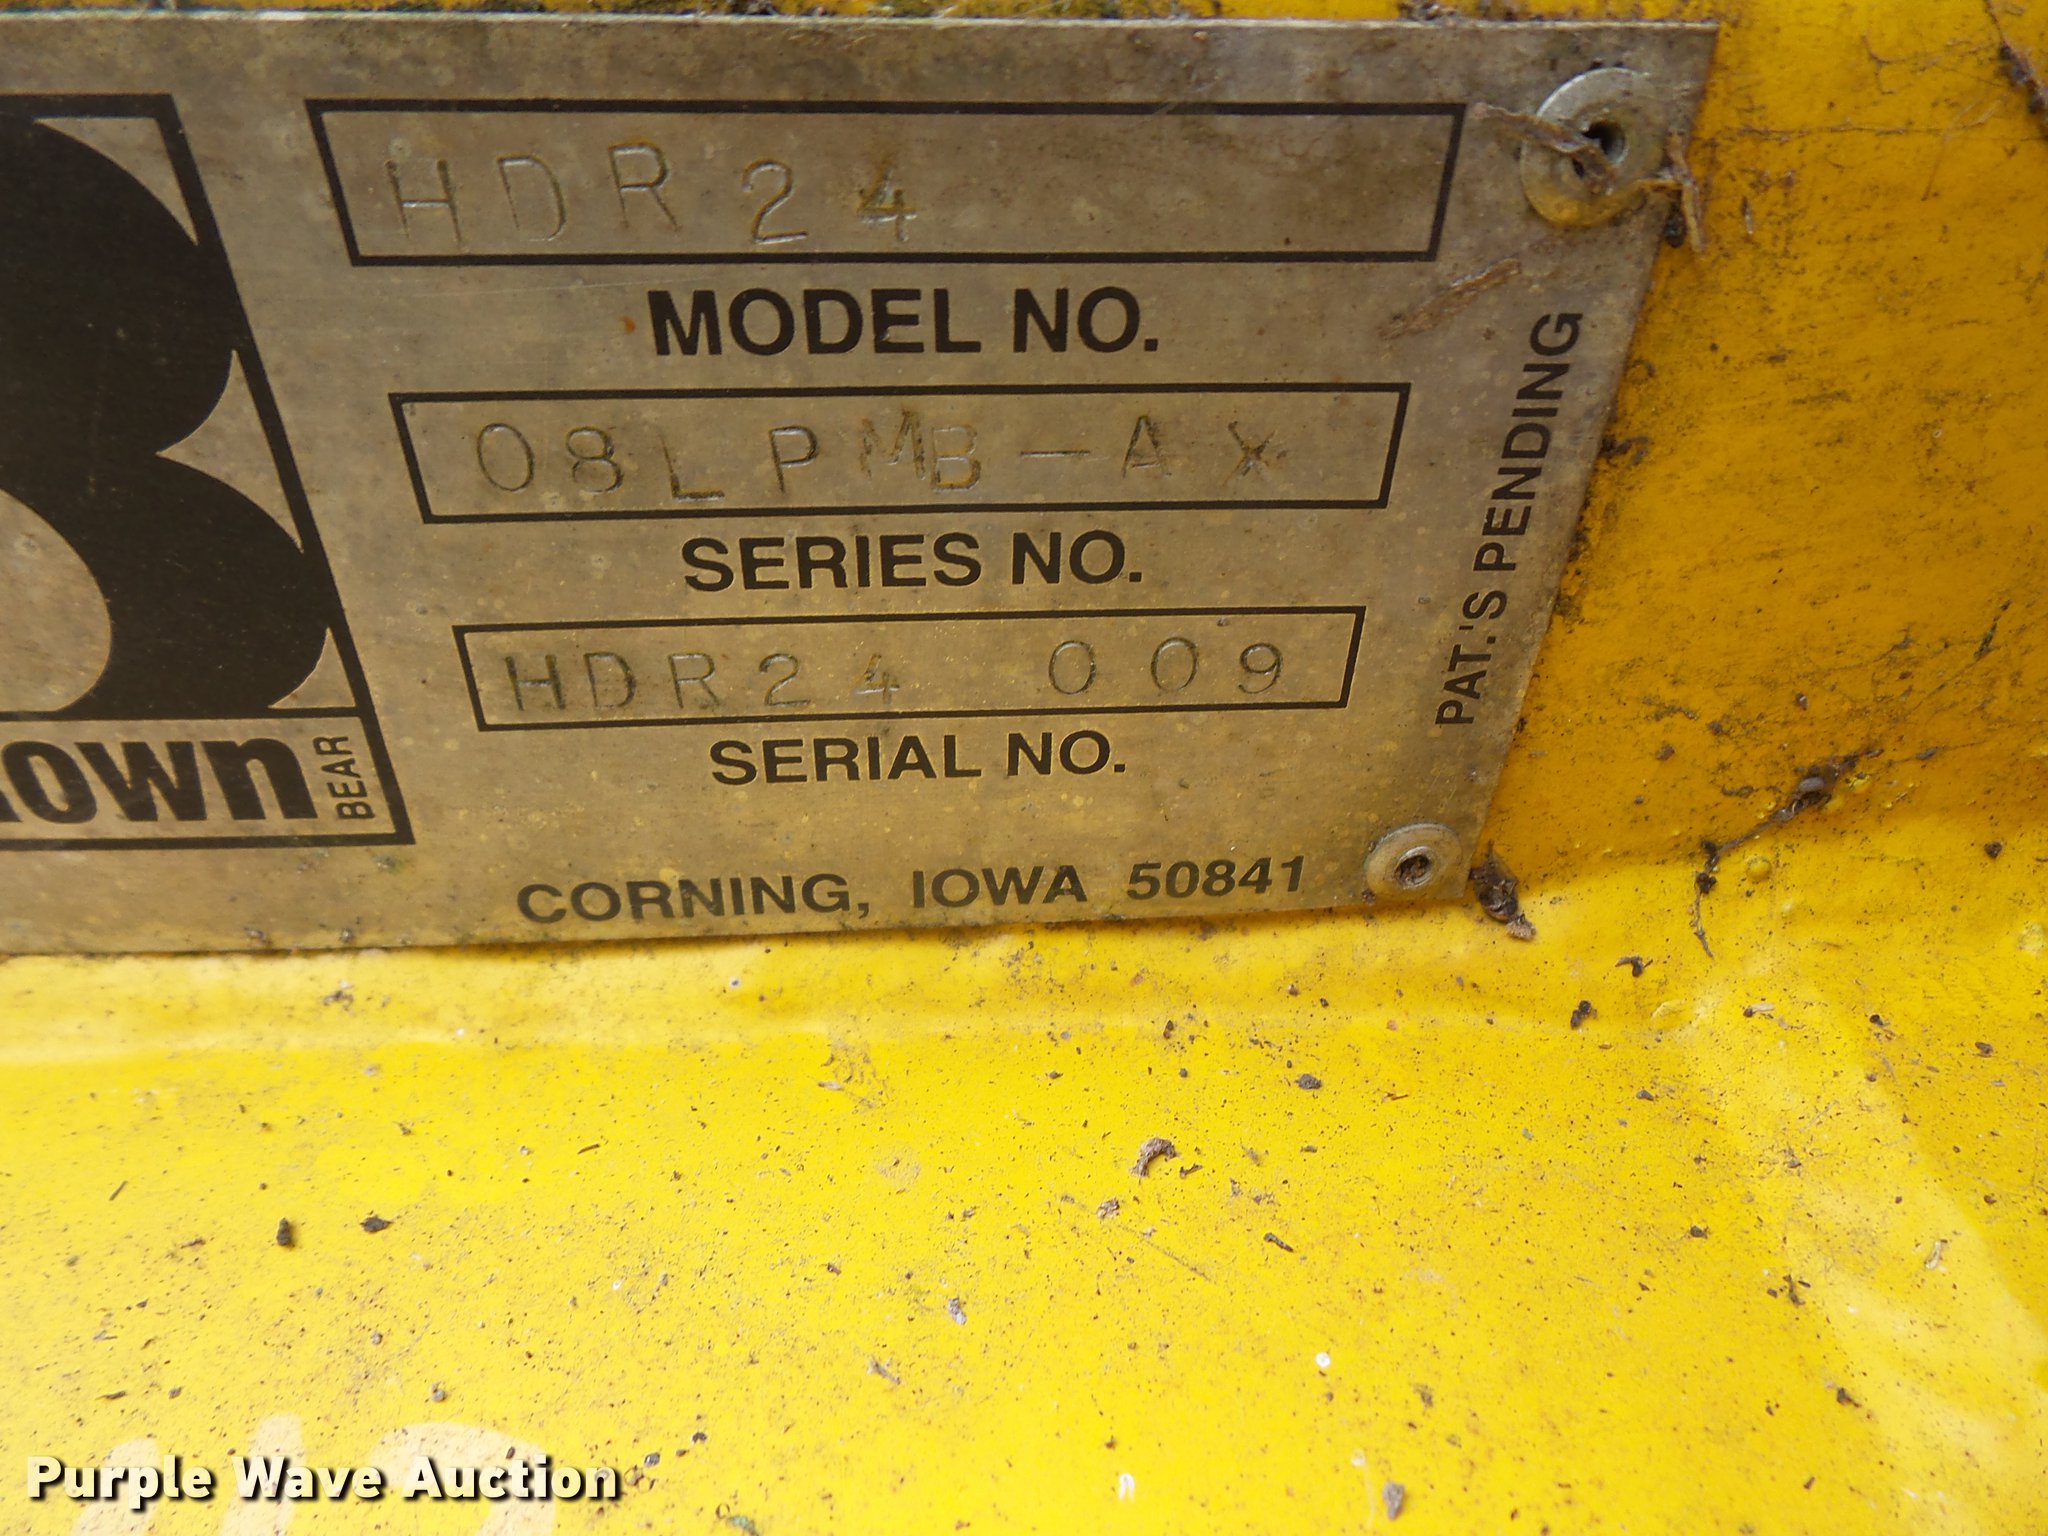 HDR24
MODEL NO.
08LPMB-AX
SERIES NO.
HDR24 009
SERIAL NO.
PAT.'S PENDING
B
rown
BEAR
CORNING, IOWA 50841
Purple Wave Auction